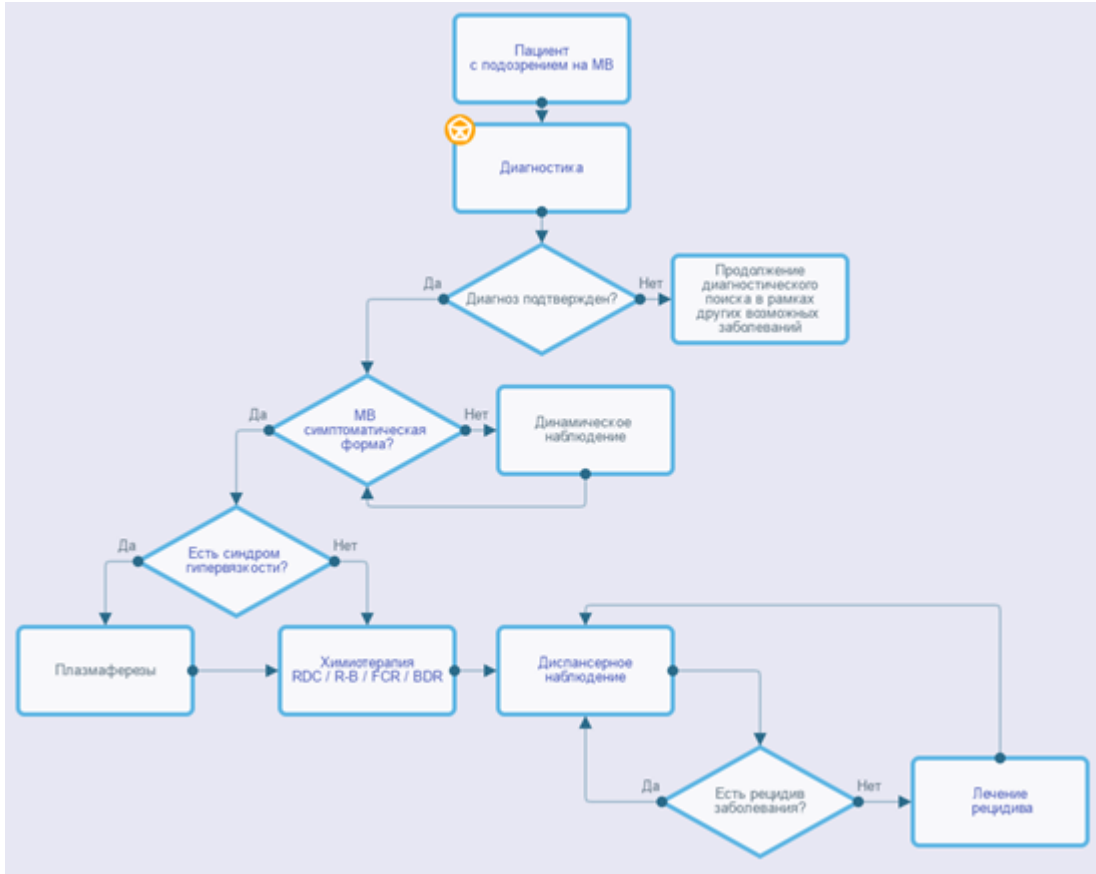 Пациент
с подозрением на МВ
Диагностика
Да
Диагноз подтвержден?
Нет
Продолжение
диагностического
поиска в рамках
других возможных
заболеваний
Да
МВ
симптоматическая
форма?
Нет
Динамическое
наблюдение
Да
Есть синдром
гипервязкости?
Нет
Плазмаферезы
Химиотерапия
RDC / R-B / FCR / BDR
Диспансерное
наблюдение
Да
Есть рецидив
заболевания?
Нет
Лечение
рецидива